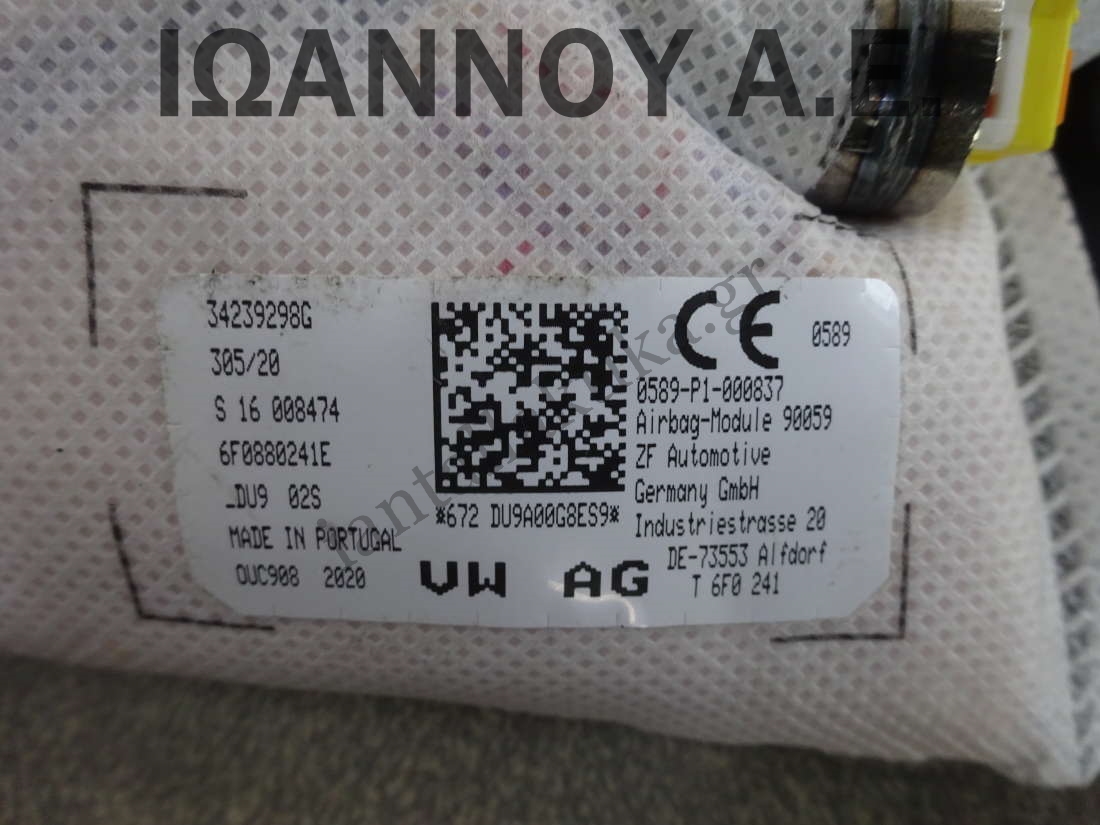 ΙΩΑΝΝΟΥ Α.Ε.
34239298G
305/20
S 16 008474
6F0880241E
_DU9 02S
MADE IN PORTUGAL
OUC908 2020
*672 DU9A00G8ES9*
VW AG
CE 0589
0589-P1-000837
Airbag-Module 90059
ZF Automotive
Germany GmbH
Industriestrasse 20
DE-73553 Alfdorf
T 6F0 241